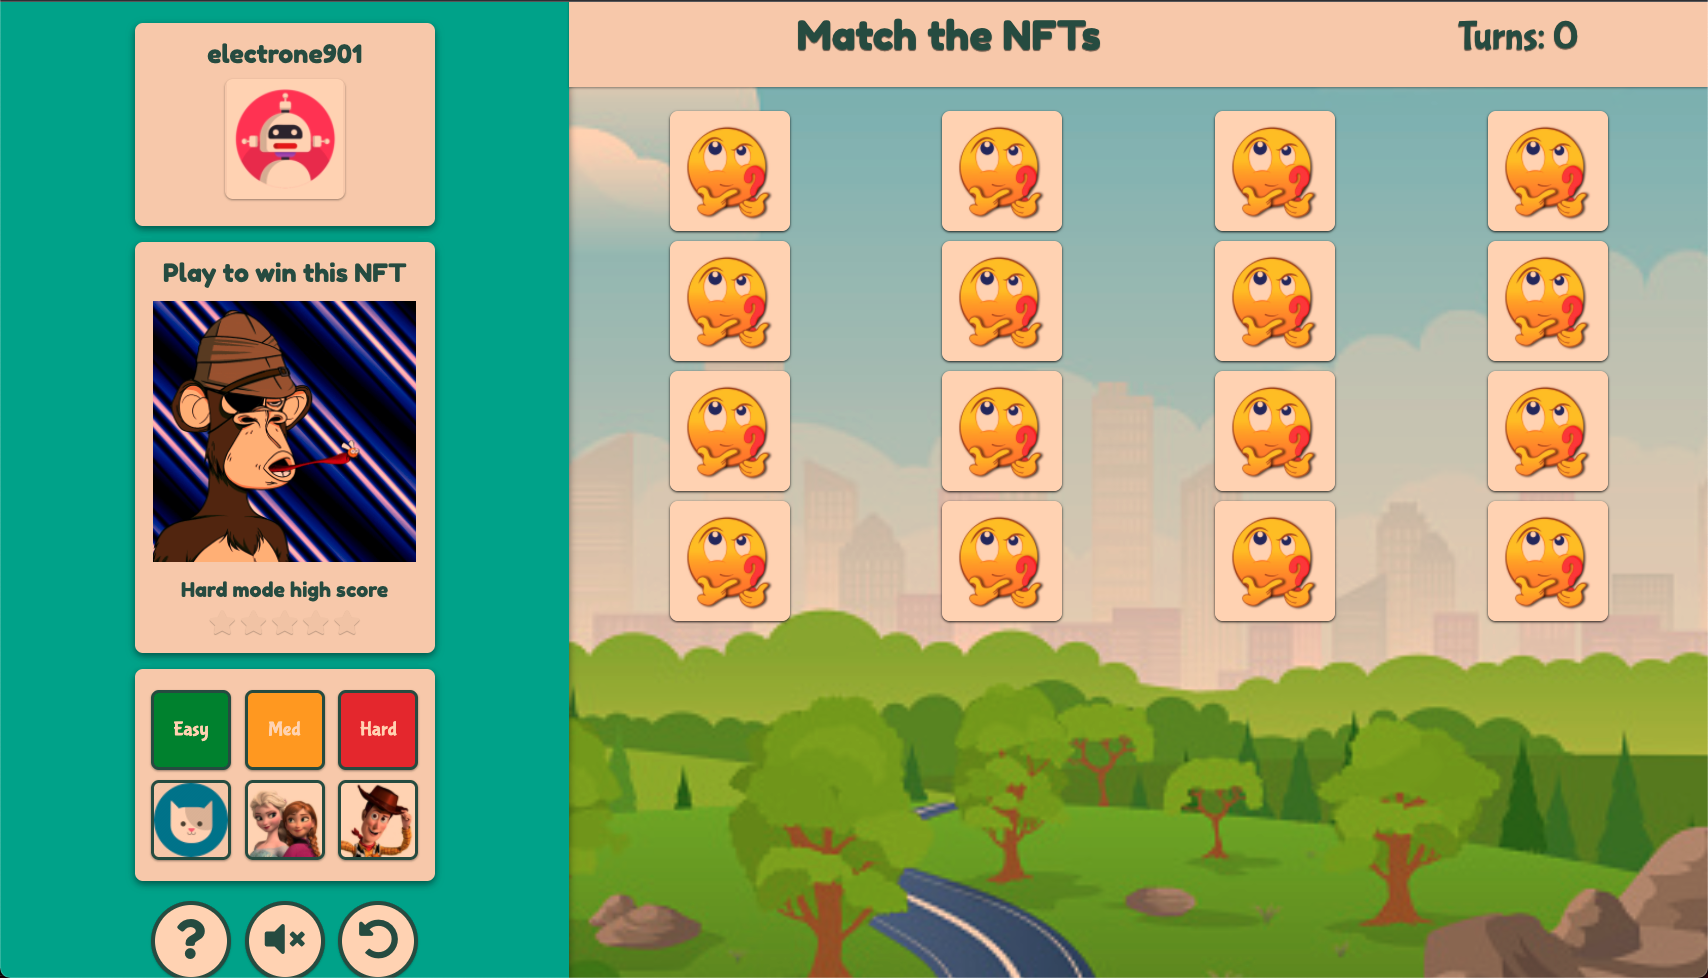 electrone901
Play to win this NFT
Hard mode high score
Easy
Med
Hard
Match the NFTs
Turns: 0